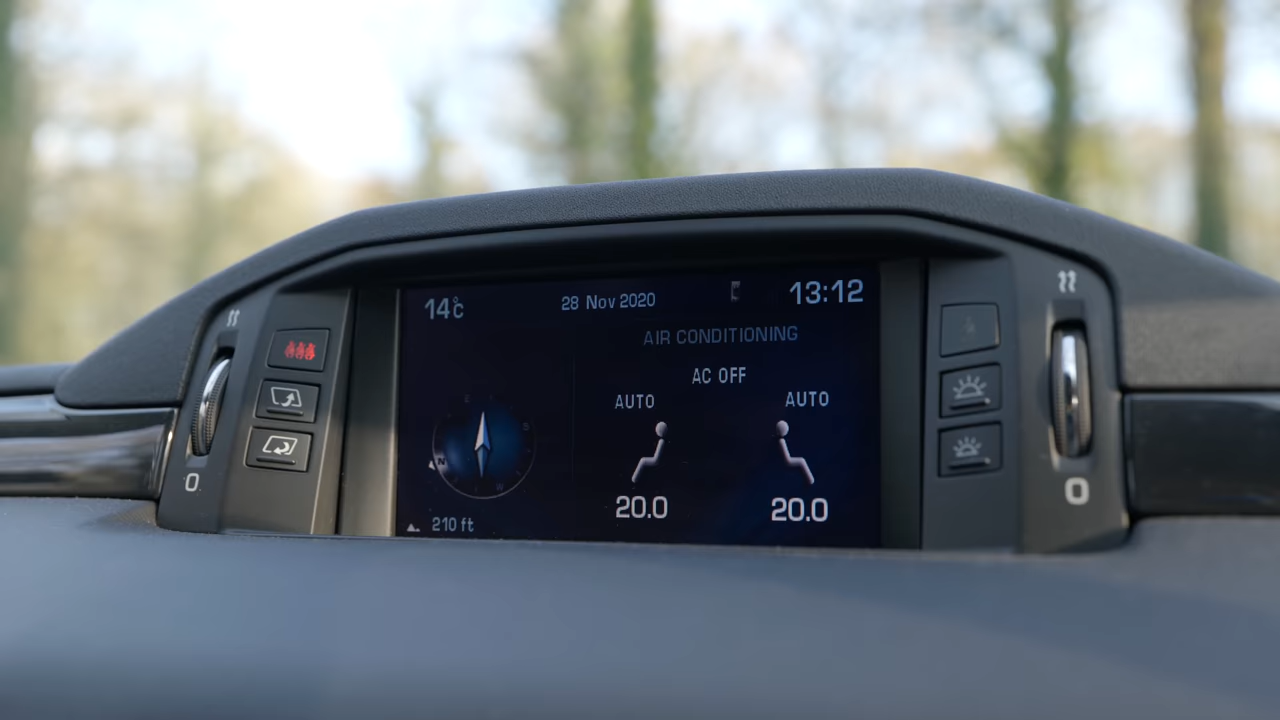 14°c
28 Nov 2020
13:12
AIR CONDITIONING
AC OFF
AUTO AUTO
20.0 20.0
E
S
N
W
210 ft
0
0